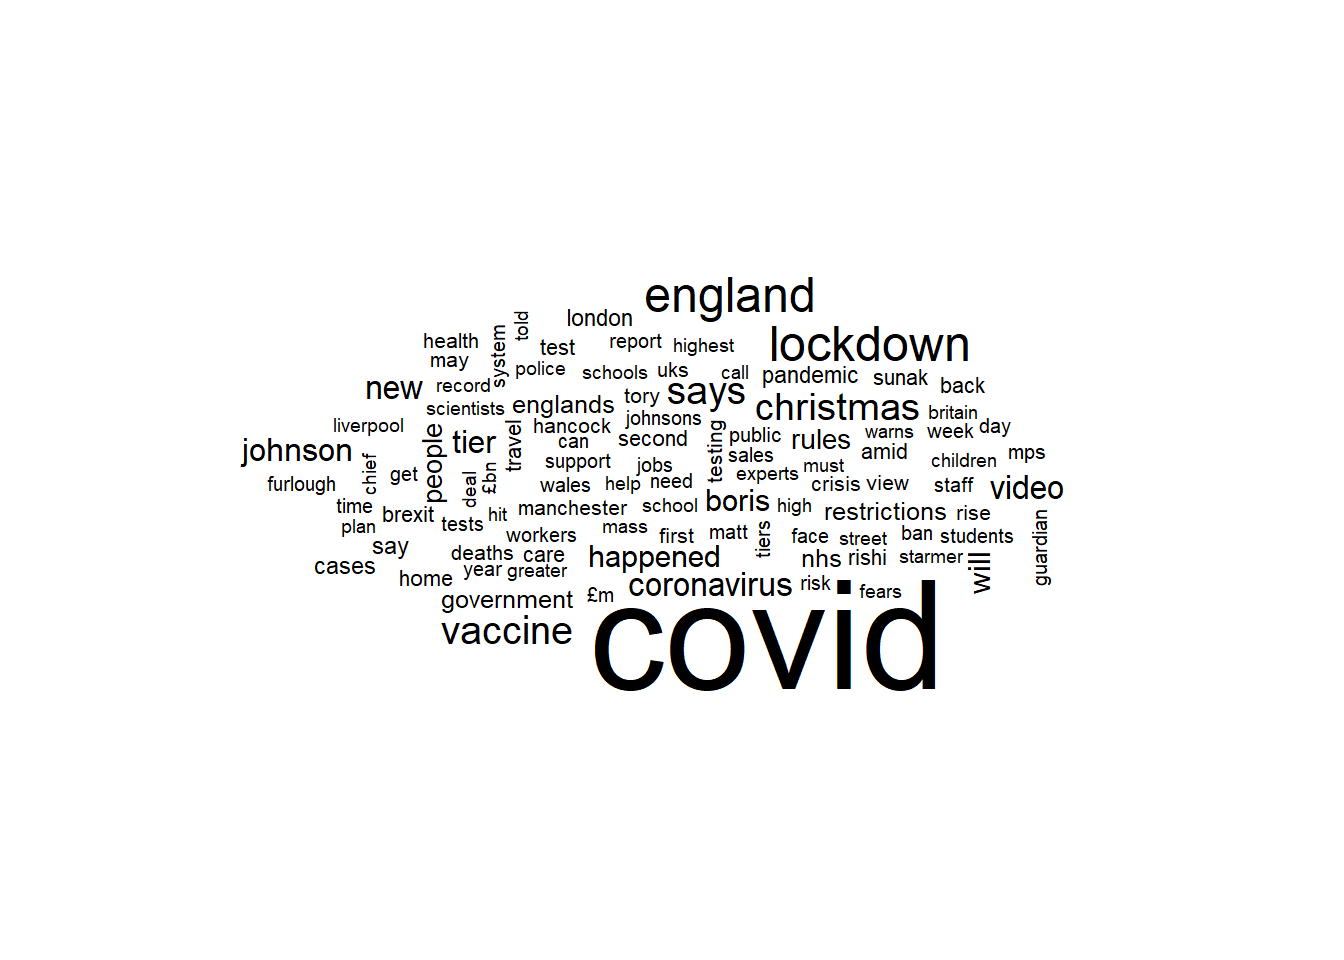 england
london
told
lockdown
health
system
test
report
highest
may
police
schools
uks
call
pandemic
sunak
back
new
record
says
christmas
scientists
englands
tory
britain
liverpool
johnsons
hancock
travel
people
tier
can
second
testing
public
rules
warns
week
day
johnson
chief
support
jobs
sales
amid
children
mps
furlough
get
deal
£bn
wales
help
need
experts
must
crisis
view
staff
video
time
brexit
hit
manchester
school
boris
high
restrictions
rise
plan
tests
workers
mass
first
matt
tiers
face
street
ban
students
guardian
say
deaths
care
happened
nhs
rishi
starmer
will
cases
home
year
greater
coronavirus
risk
fears
government
£m
vaccine
covid